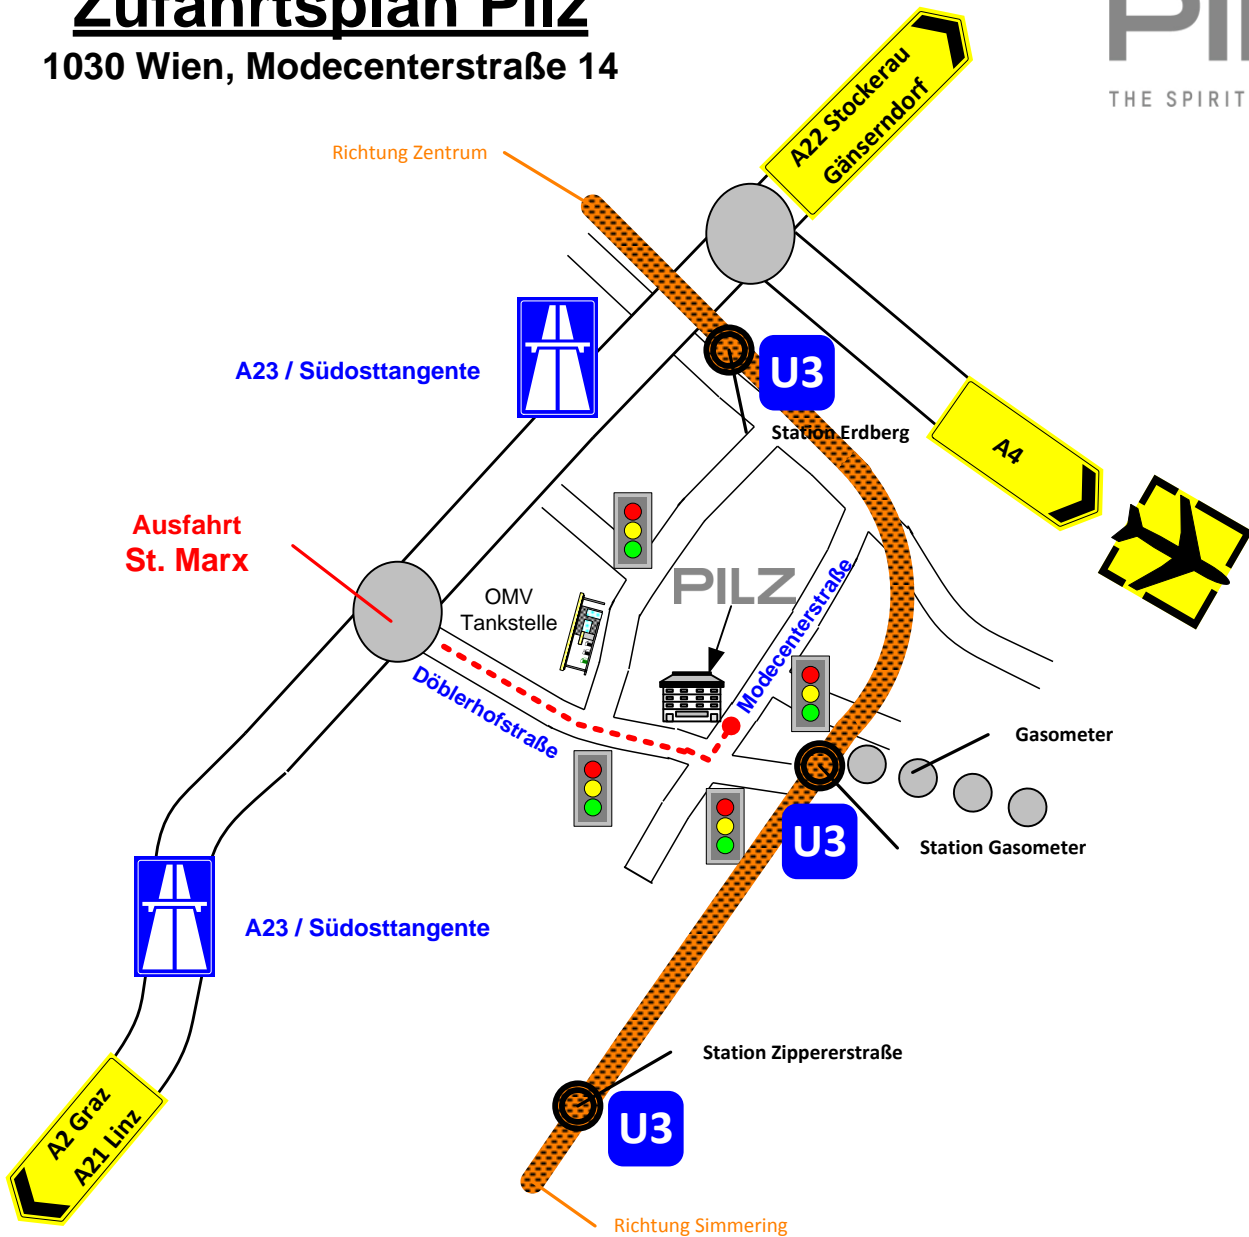 Zufahrtsplan Pilz
1030 Wien, Modecenterstraße 14
THE SPIRIT
A22 Stockerau
Gänserndorf
Richtung Zentrum
A23 / Südosttangente
U3
Station Erdberg
A4
Ausfahrt
St. Marx
OMV
Tankstelle
PILZ
Modecenterstraße
Döblerhofstraße
Gasometer
U3
Station Gasometer
A23 / Südosttangente
Station Zippererstraße
U3
A2 Graz
A21 Linz
Richtung Simmering